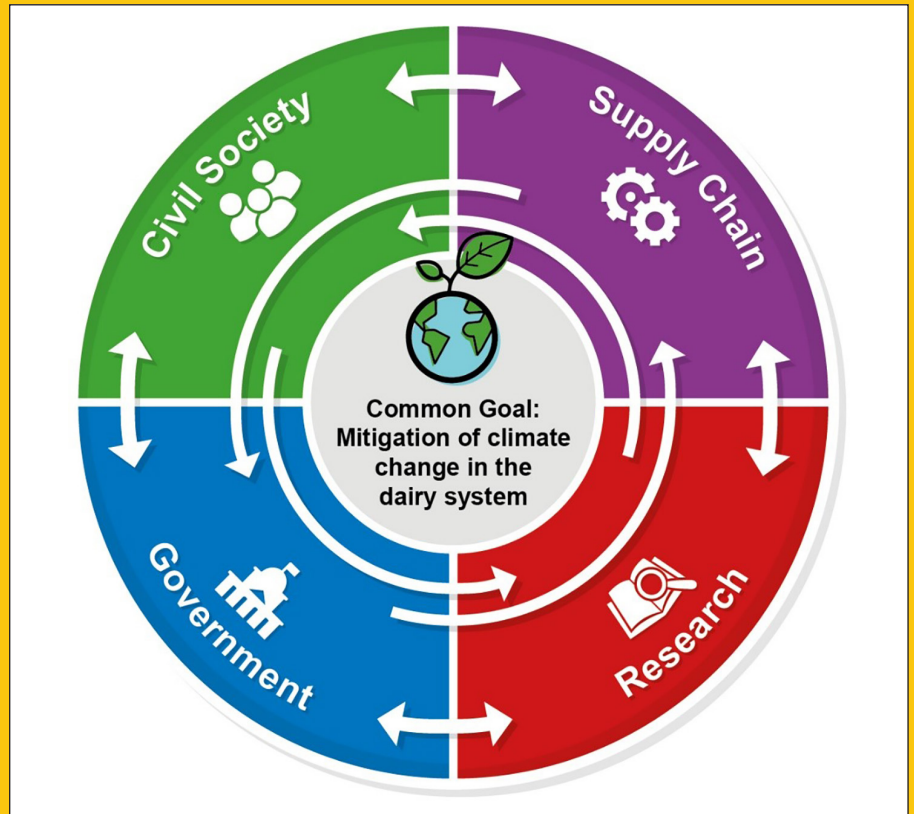 Civil Society
Supply Chain
Common Goal:
Mitigation of climate
change in the
dairy system
Government
Research